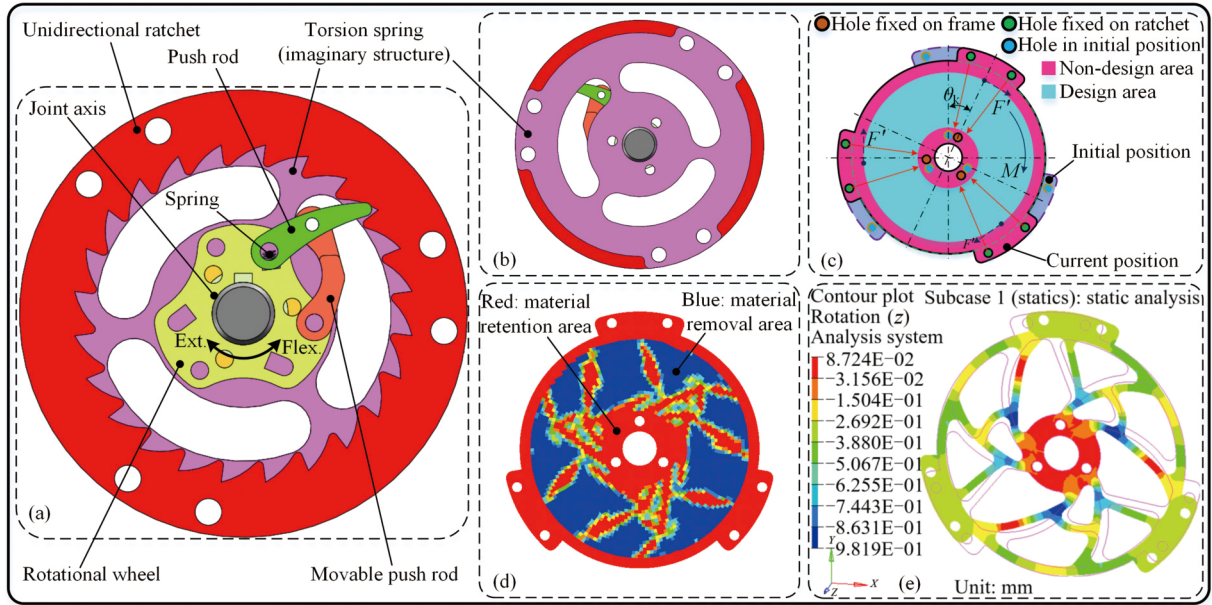 Unidirectional ratchet
Torsion spring
(imaginary structure)
Push rod
Joint axis
Spring
Ext.
Flex.
(a)
Rotational wheel
Movable push rod
(b)
Hole fixed on frame
Hole fixed on ratchet
Hole in initial position
Non-design area
Design area
θk
F'
F'
M
F'
Initial position
Current position
(c)
Red: material
retention area
Blue: material
removal area
(d)
Contour plot
Rotation (z)
Analysis system
Subcase 1 (statics): static analysis
8.724E−02
−3.156E−02
−1.504E−01
−2.692E−01
−3.880E−01
−5.067E−01
−6.255E−01
−7.443E−01
−8.631E−01
−9.819E−01
Y
X
Z
Unit: mm
(e)